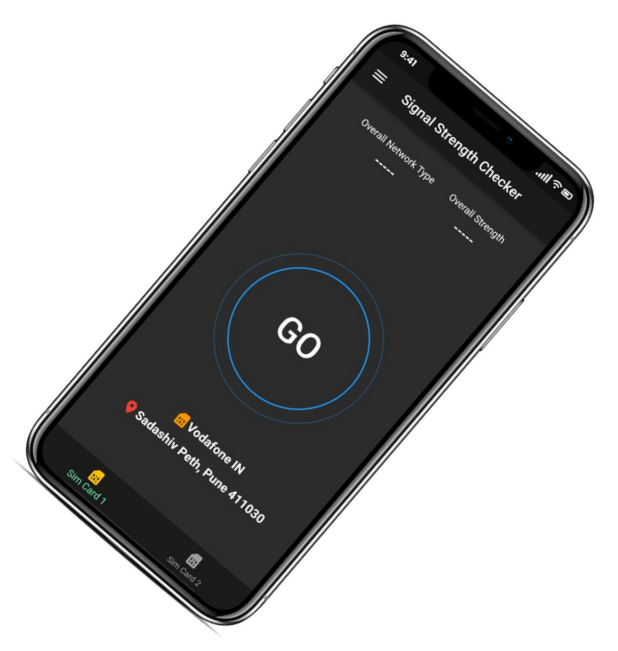 9:41
Signal Strength Checker
Overall Network Type
-----
Overall Strength
-----
GO
Vodafone IN
Sadashiv Peth, Pune 411030
Sim Card 1
Sim Card 2